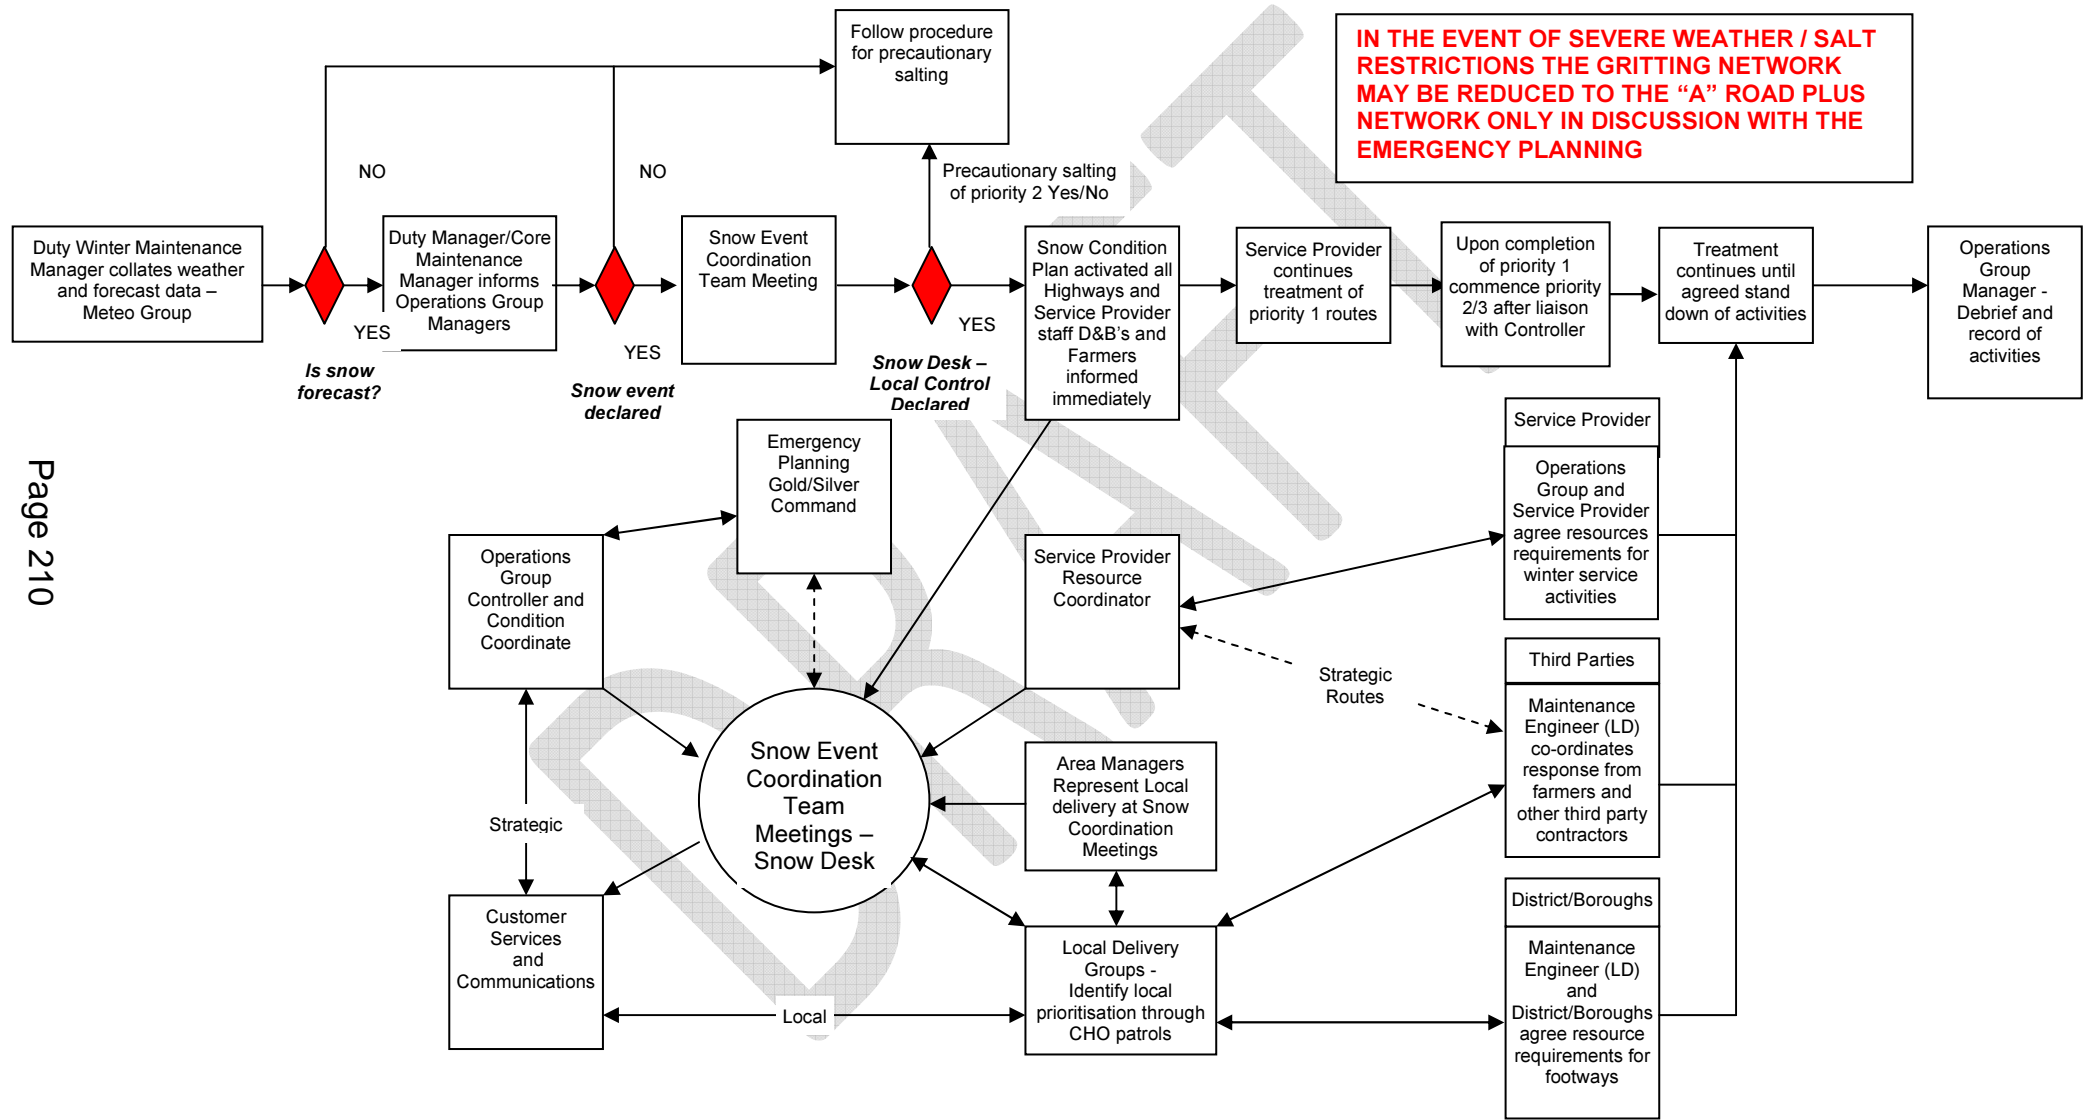 Follow procedure
for precautionary
salting
IN THE EVENT OF SEVERE WEATHER / SALT
RESTRICTIONS THE GRITTING NETWORK
MAY BE REDUCED TO THE “A” ROAD PLUS
NETWORK ONLY IN DISCUSSION WITH THE
EMERGENCY PLANNING
NO
NO
Precautionary salting
of priority 2 Yes/No
Duty Winter Maintenance
Manager collates weather
and forecast data –
Meteo Group
Duty Manager/Core
Maintenance
Manager informs
Operations Group
Managers
Snow Event
Coordination
Team Meeting
Snow Condition
Plan activated all
Highways and
Service Provider
staff D&B’s and
Farmers
informed
immediately
Service Provider
continues
treatment of
priority 1 routes
Upon completion
of priority 1
commence priority
2/3 after liaison
with Controller
Treatment
continues until
agreed stand
down of activities
Operations
Group
Manager -
Debrief and
record of
activities
YES
YES
YES
Is snow
forecast?
Snow event
declared
Snow Desk –
Local Control
Declared
Page 210
Emergency
Planning
Gold/Silver
Command
Operations
Group
Controller and
Condition
Coordinate
Service Provider
Resource
Coordinator
Service Provider
Operations
Group and
Service Provider
agree resources
requirements for
winter service
activities
Strategic
Routes
Third Parties
Maintenance
Engineer (LD)
co-ordinates
response from
farmers and
other third party
contractors
Snow Event
Coordination
Team
Meetings –
Snow Desk
Area Managers
Represent Local
delivery at Snow
Coordination
Meetings
Strategic
Customer
Services
and
Communications
Local
Local Delivery
Groups -
Identify local
prioritisation through
CHO patrols
District/Boroughs
Maintenance
Engineer (LD)
and
District/Boroughs
agree resource
requirements for
footways
DRAFT